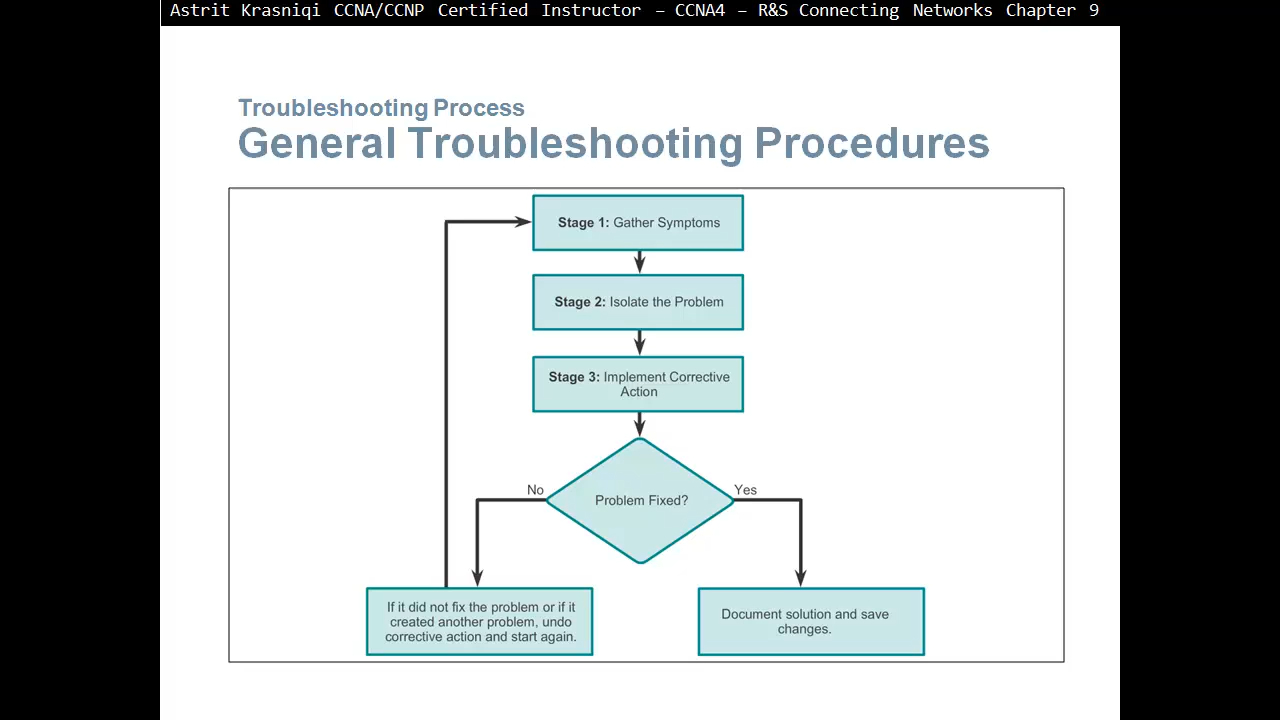 Astrit Krasniqi CCNA/CCNP Certified Instructor – CCNA4 – R&S Connecting Networks Chapter 9
Troubleshooting Process
General Troubleshooting Procedures
Stage 1: Gather Symptoms
Stage 2: Isolate the Problem
Stage 3: Implement Corrective
Action
Problem Fixed?
No
Yes
If it did not fix the problem or if it
created another problem, undo
corrective action and start again.
Document solution and save
changes.